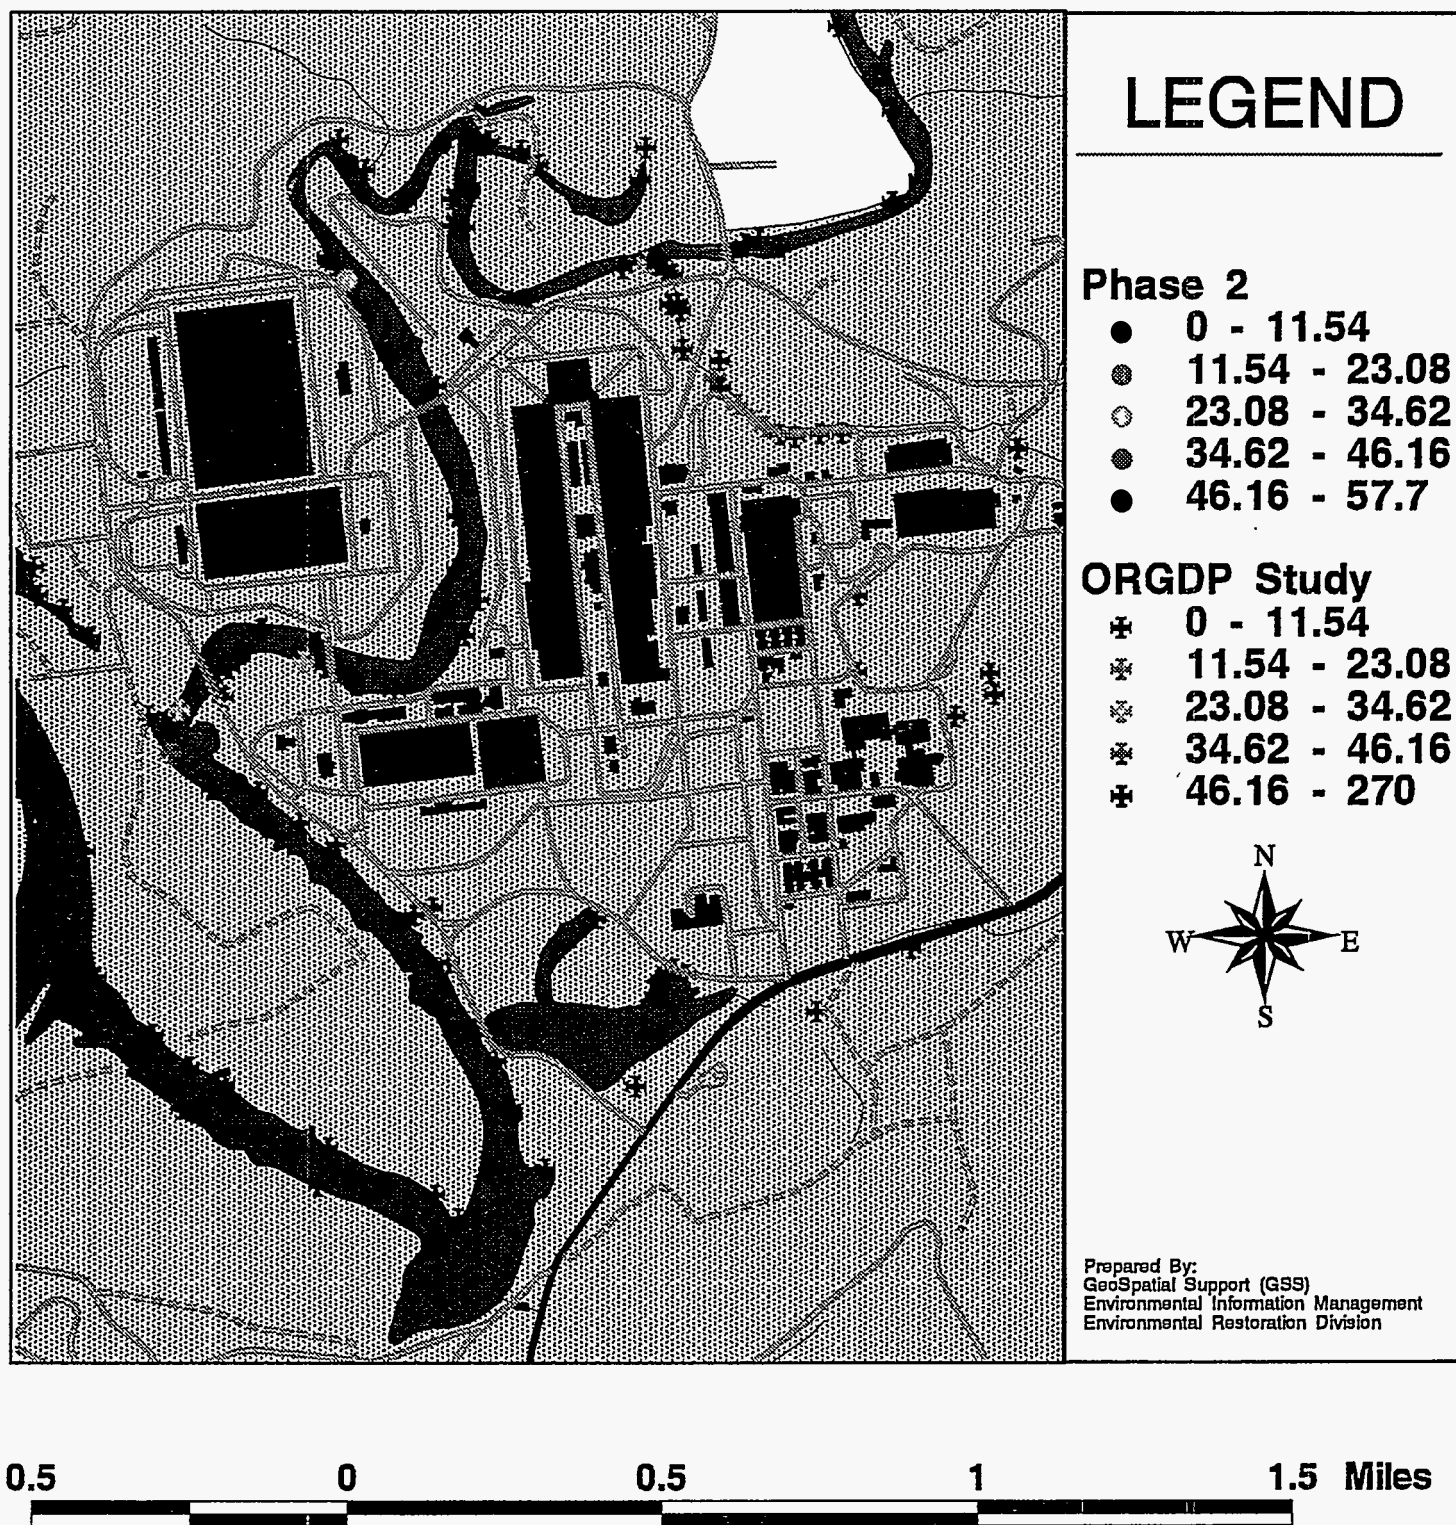 LEGEND
Phase 2
0 - 11.54
11.54 - 23.08
23.08 - 34.62
34.62 - 46.16
46.16 - 57.7
ORGDP Study
0 - 11.54
11.54 - 23.08
23.08 - 34.62
34.62 - 46.16
46.16 - 270
N
W E
S
Prepared By:
GeoSpatial Support (GSS)
Environmental Information Management
Environmental Restoration Division
0.5 0 0.5 1 1.5 Miles